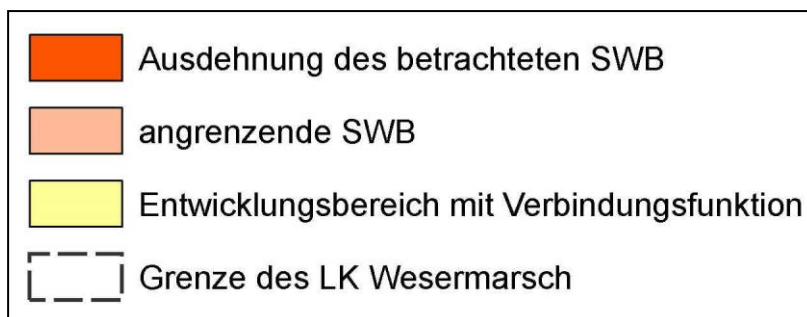 Ausdehnung des betrachteten SWB
angrenzende SWB
Entwicklungsbereich mit Verbindungsfunktion
Grenze des LK Wesermarsch